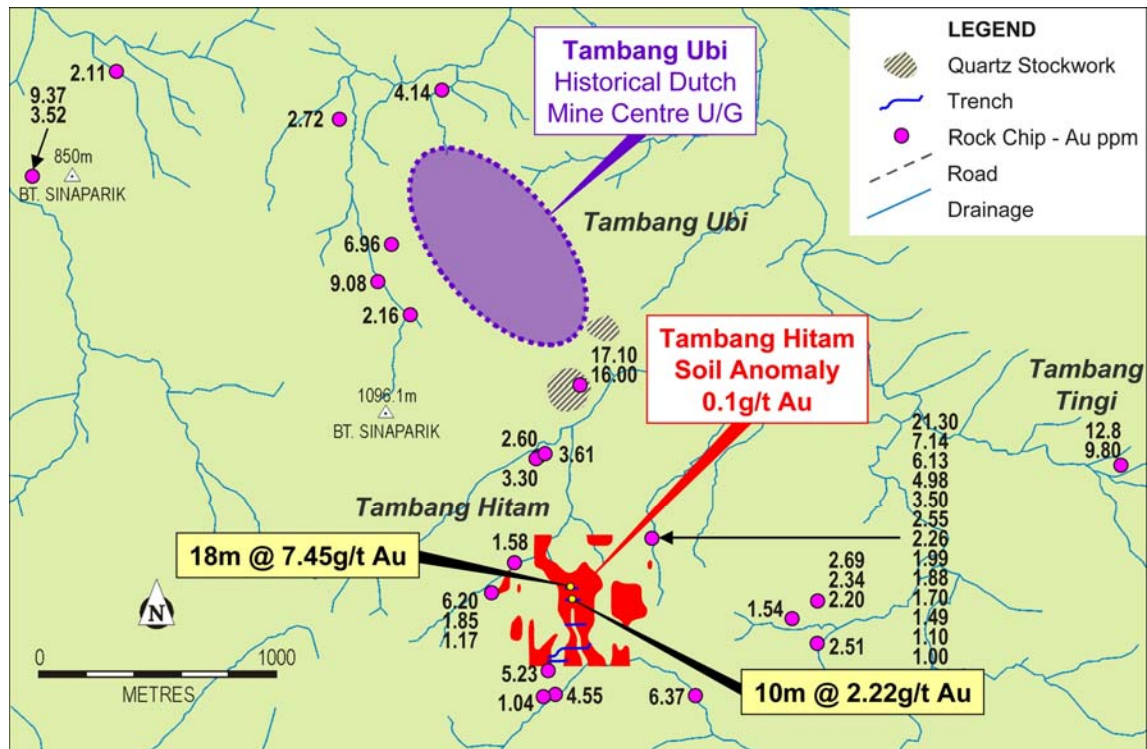 LEGEND
Quartz Stockwork
Trench
Rock Chip - Au ppm
Road
Drainage
Tambang Ubi
Historical Dutch
Mine Centre U/G
2.11
9.37
3.52
850m
BT. SINAPARIK
2.72
4.14
Tambang Ubi
6.96
9.08
2.16
17.10
16.00
Tambang Hitam
Soil Anomaly
0.1g/t Au
1096.1m
BT. SINAPARIK
Tambang
Tingi
12.8
9.80
2.60
3.61
3.30
Tambang Hitam
21.30
7.14
6.13
4.98
3.50
2.55
2.26
1.99
1.88
1.70
1.49
1.10
1.00
18m @ 7.45g/t Au
1.58
6.20
1.85
1.17
2.69
2.34
2.20
1.54
2.51
N
0 1000
METRES
5.23
1.04
4.55
6.37
10m @ 2.22g/t Au